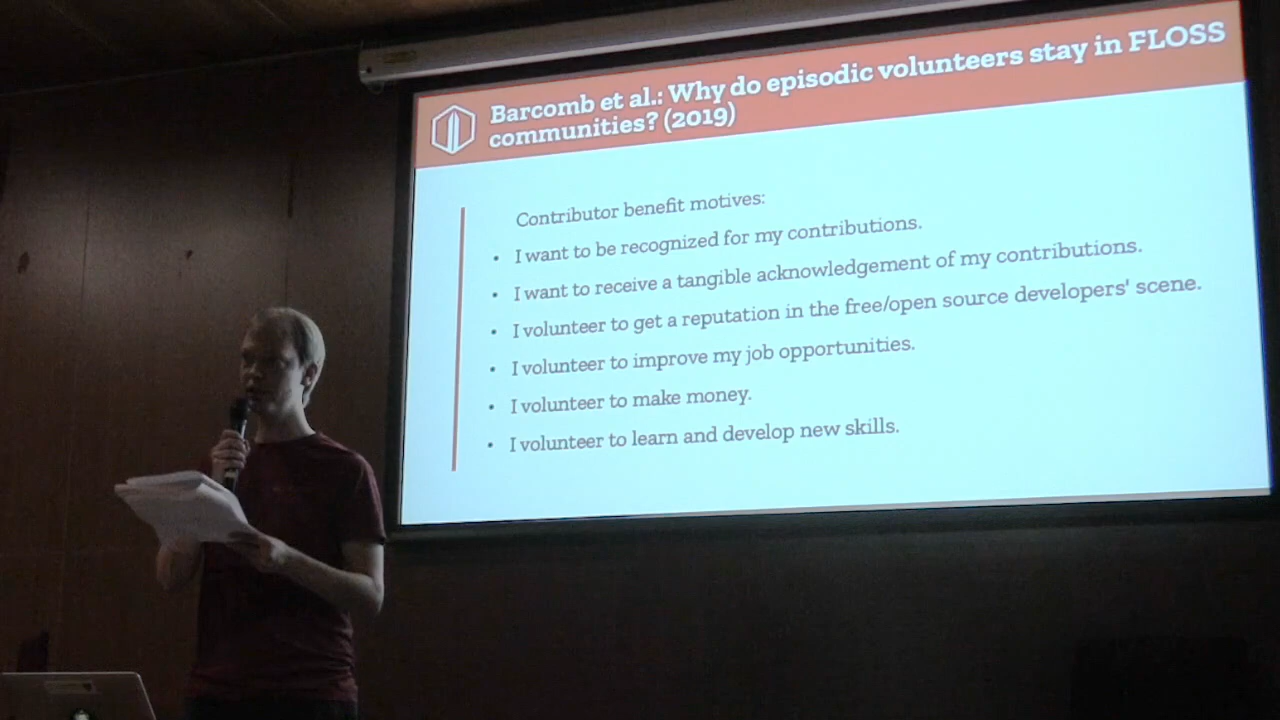 Barcomb et al.: Why do episodic volunteers stay in FLOSS
communities? (2019)
Contributor benefit motives:
• I want to be recognized for my contributions.
• I want to receive a tangible acknowledgement of my contributions.
• I volunteer to get a reputation in the free/open source developers' scene.
• I volunteer to improve my job opportunities.
• I volunteer to make money.
• I volunteer to learn and develop new skills.